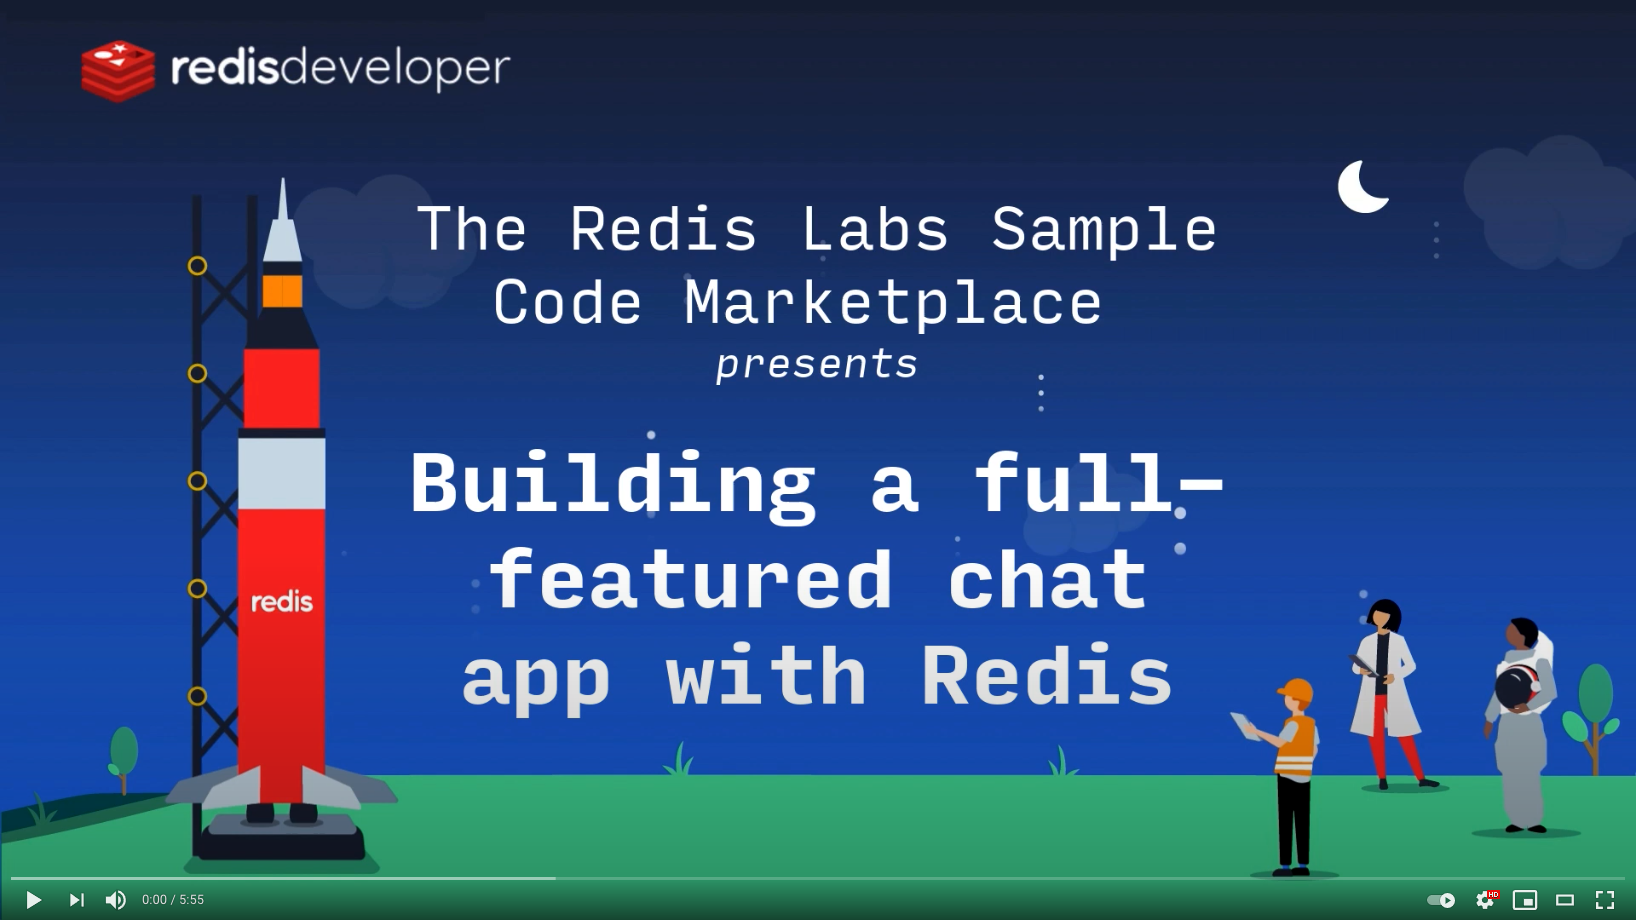 redisdeveloper
The Redis Labs Sample
Code Marketplace
presents
Building a full-
featured chat
app with Redis
redis
0:00 / 5:55
HD